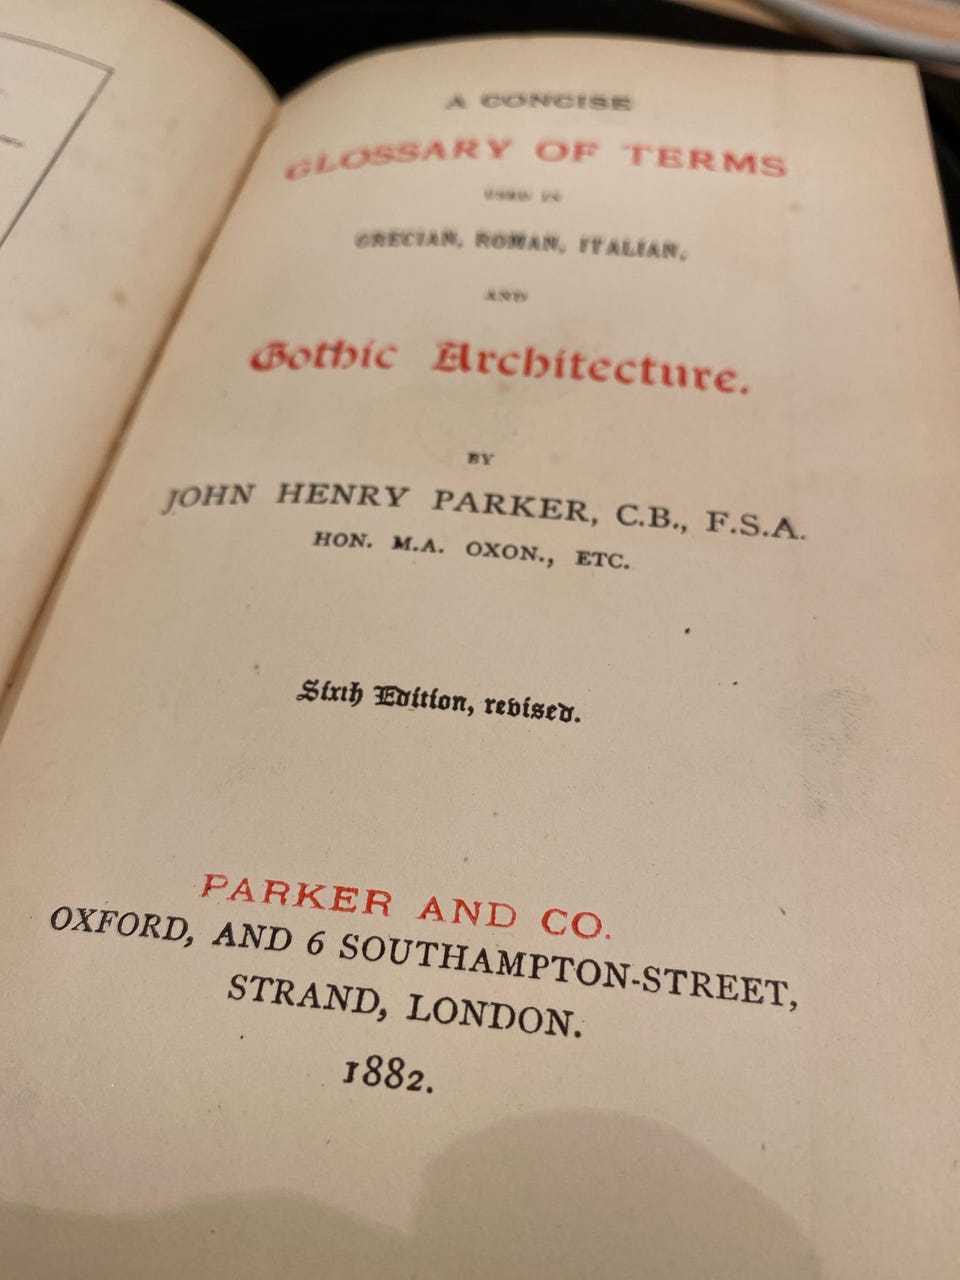 A CONCISE
GLOSSARY OF TERMS
USED IN
GRECIAN, ROMAN, ITALIAN,
AND
Gothic Architecture.
BY
JOHN HENRY PARKER, C.B., F.S.A.
HON. M.A. OXON., ETC.
Sixth Edition, revised.
PARKER AND CO.
OXFORD, AND 6 SOUTHAMPTON-STREET,
STRAND, LONDON.
1882.